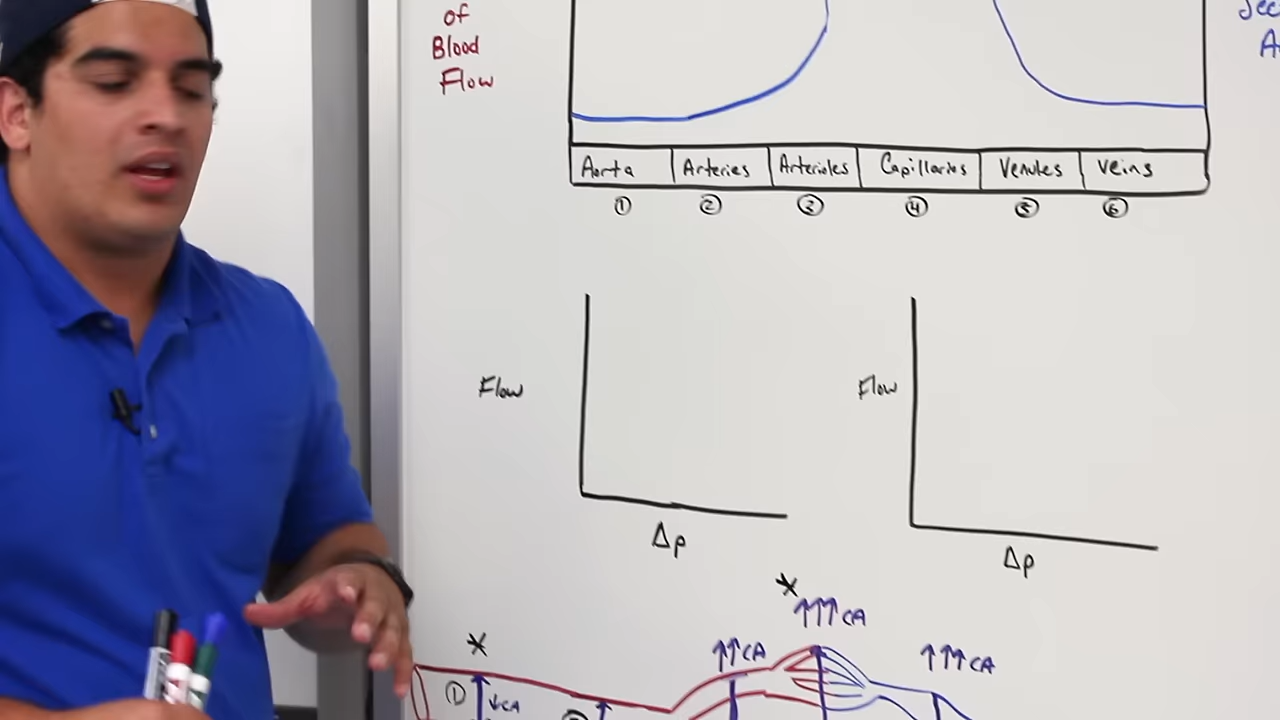 of
Blood
Flow
Aorta Arteries Arterioles Capillaries Venules Veins
① ② ③ ④ ⑤ ⑥
Flow
Δp
Flow
Δp
*
↑↑↑CA
*
↑↑CA
↑↑↑CA
①
↓CA